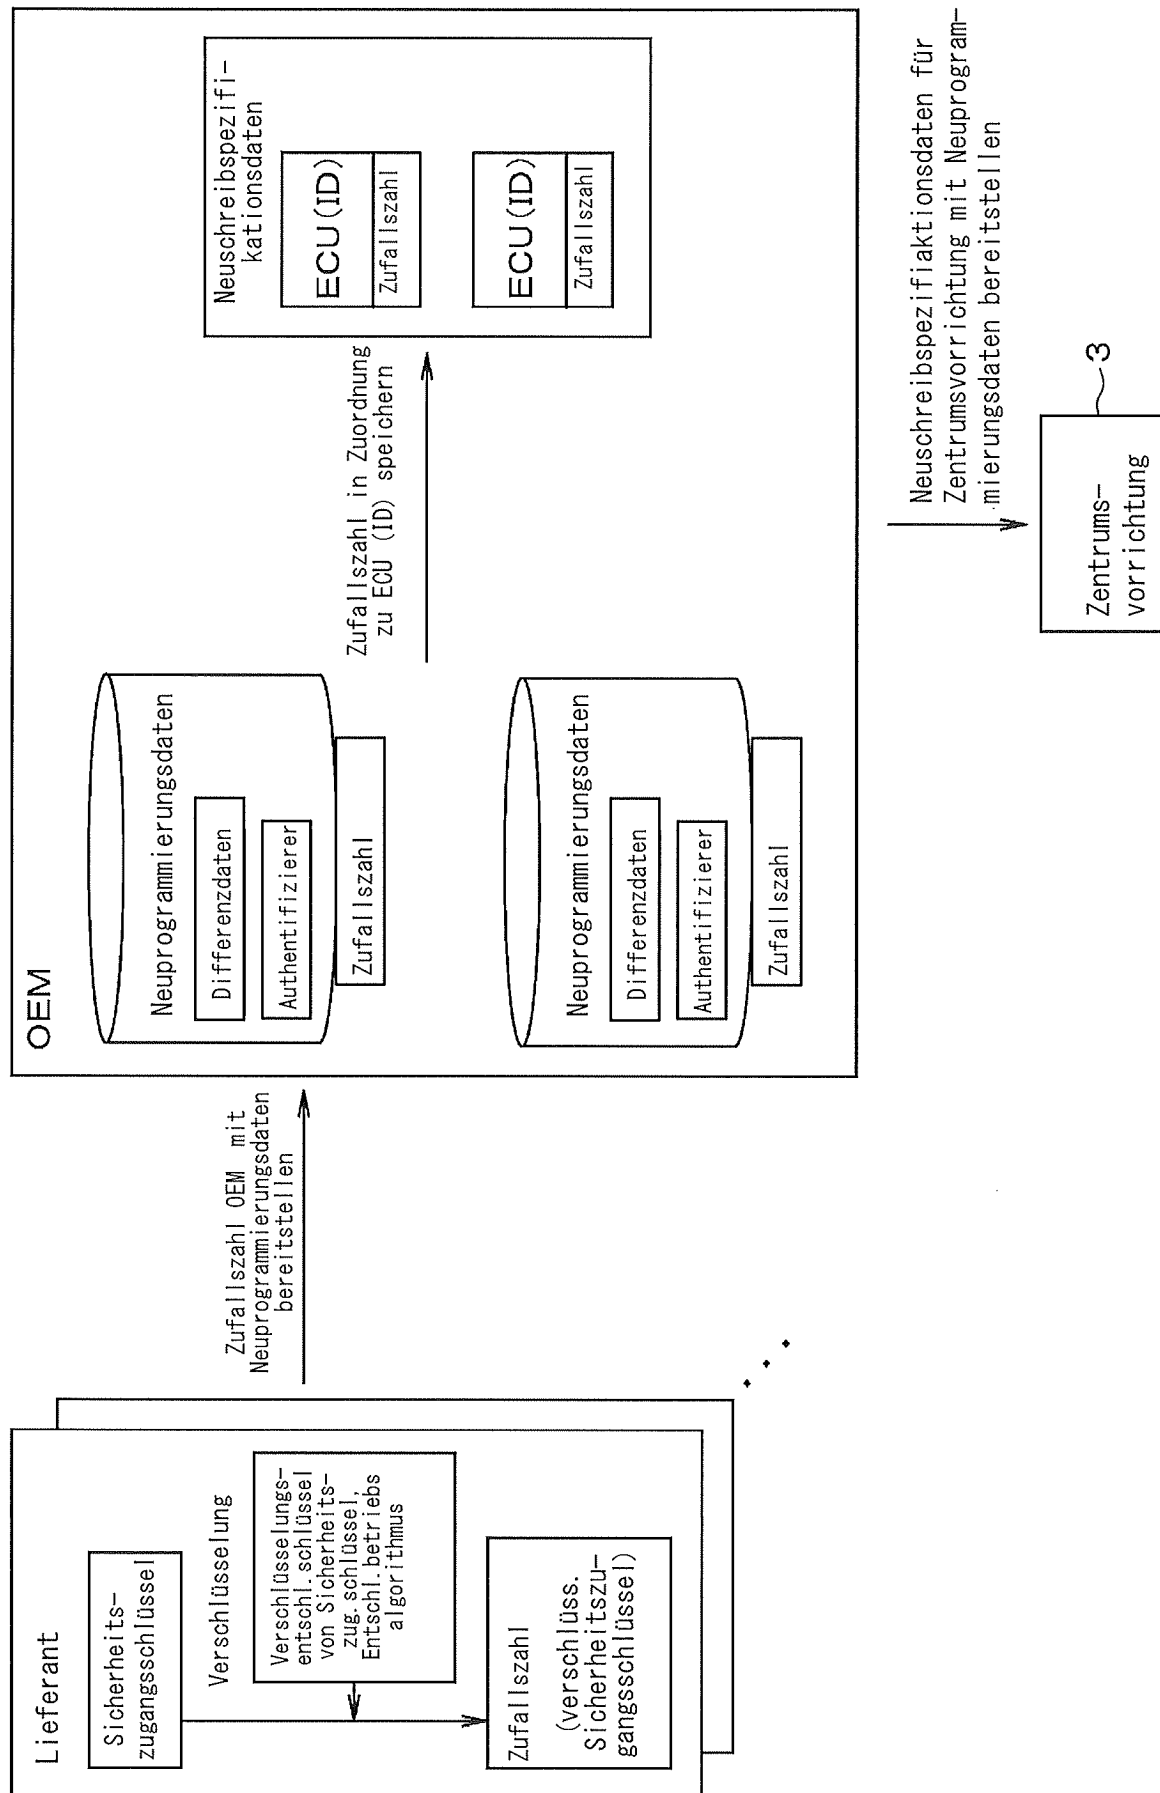 Lieferant
Sicherheits-
zugangsschlüssel
Verschlüsselung
Verschlüsselungs-
entschl.schlüssel
von Sicherheits-
zug.schlüssel,
Entschl.betriebs
algorithmus
Zufallszahl
(verschlüss.
Sicherheitszu-
gangsschlüssel)
Zufallszahl OEM mit
Neuprogrammierungsdaten
bereitstellen
OEM
Neuprogrammierungsdaten
Differenzdaten
Authentifizierer
Zufallszahl
Neuprogrammierungsdaten
Differenzdaten
Authentifizierer
Zufallszahl
Zufallszahl in Zuordnung
zu ECU (ID) speichern
Neuschreibspezifi-
kationsdaten
ECU(ID)
Zufallszahl
ECU(ID)
Zufallszahl
Neuschreibspezifiaktionsdaten für
Zentrumsvorrichtung mit Neuprogram-
mierungsdaten bereitstellen
Zentrums-
vorrichtung
3